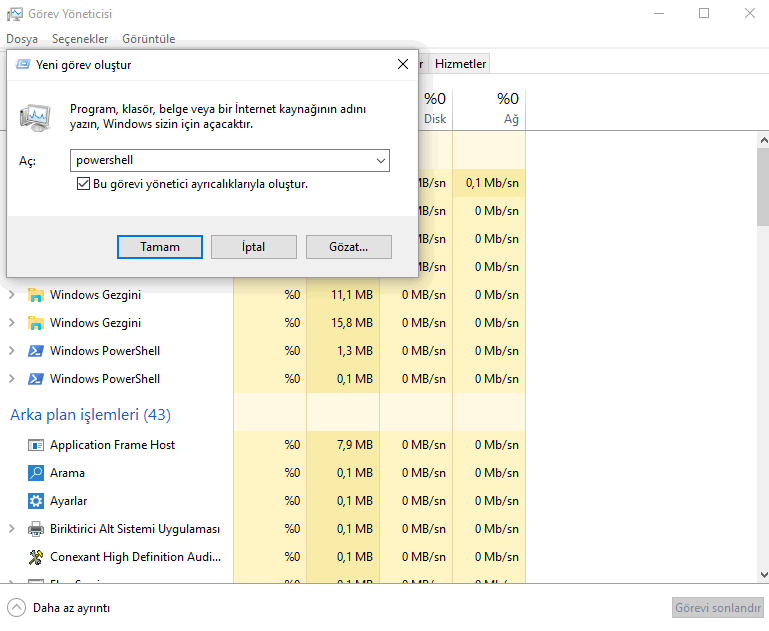 Görev Yöneticisi
Dosya Seçenekler Görüntüle
Yeni görev oluştur
Hizmetler
Program, klasör, belge veya bir İnternet kaynağının adını
yazın, Windows sizin için açacaktır.
%0 %0
Disk Ağ
Aç: powershell
Bu görevi yönetici ayrıcalıklarıyla oluştur.
MB/sn 0,1 Mb/sn
MB/sn 0 Mb/sn
MB/sn 0 Mb/sn
Tamam İptal Gözat...
MB/sn 0 Mb/sn
Windows Gezgini %0 11,1 MB 0 MB/sn 0 Mb/sn
Windows Gezgini %0 15,8 MB 0 MB/sn 0 Mb/sn
Windows PowerShell %0 1,3 MB 0 MB/sn 0 Mb/sn
Windows PowerShell %0 0,1 MB 0 MB/sn 0 Mb/sn
Arka plan işlemleri (43)
Application Frame Host %0 7,9 MB 0 MB/sn 0 Mb/sn
Arama %0 0,1 MB 0 MB/sn 0 Mb/sn
Ayarlar %0 0,1 MB 0 MB/sn 0 Mb/sn
Biriktirici Alt Sistemi Uygulaması %0 0,1 MB 0 MB/sn 0 Mb/sn
Conexant High Definition Audi... %0 0,1 MB 0 MB/sn 0 Mb/sn
Daha az ayrıntı Görevi sonlandır